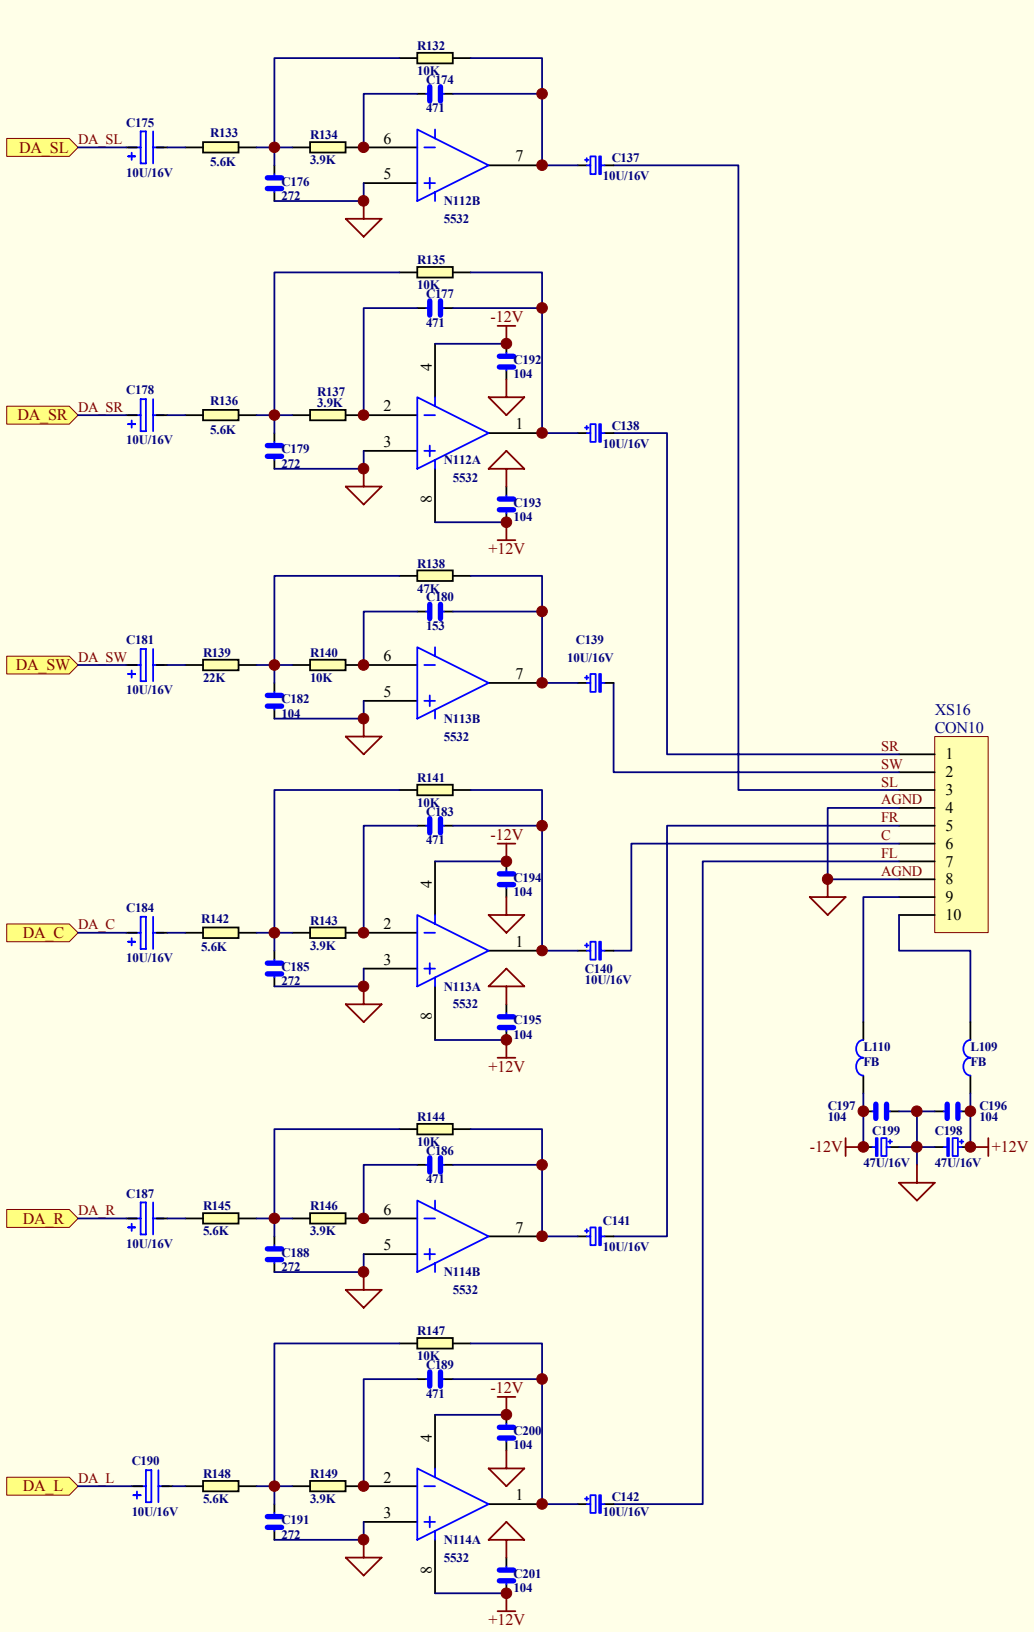 R132
10K
C174
471
C175
DA_SL
DA_SL
+
10U/16V
R133
5.6K
R134
3.9K
6
7
5
C176
272
N112B
5532
C137
10U/16V
R135
10K
C177
471
-12V
4
C192
104
C178
DA_SR
DA_SR
+
10U/16V
R136
5.6K
R137
3.9K
2
1
3
C179
272
N112A
5532
C138
10U/16V
8
C193
104
+12V
R138
47K
C180
153
C181
DA_SW
DA_SW
+
10U/16V
R139
22K
R140
10K
6
7
5
C182
104
N113B
5532
C139
10U/16V
XS16
CON10
SR 1
SW 2
SL 3
AGND 4
FR 5
C 6
FL 7
AGND 8
9
10
R141
10K
C183
471
-12V
4
C194
104
C184
DA_C
DA_C
+
10U/16V
R142
5.6K
R143
3.9K
2
1
3
C185
272
N113A
5532
C140
10U/16V
8
C195
104
+12V
L110
FB
L109
FB
C197
104
C196
104
C199
C198
-12V
+12V
47U/16V
47U/16V
R144
10K
C186
471
C187
DA_R
DA_R
+
10U/16V
R145
5.6K
R146
3.9K
6
7
5
C188
272
N114B
5532
C141
10U/16V
R147
10K
C189
471
-12V
4
C200
104
C190
DA_L
DA_L
+
10U/16V
R148
5.6K
R149
3.9K
2
1
3
C191
272
N114A
5532
C142
10U/16V
8
C201
104
+12V